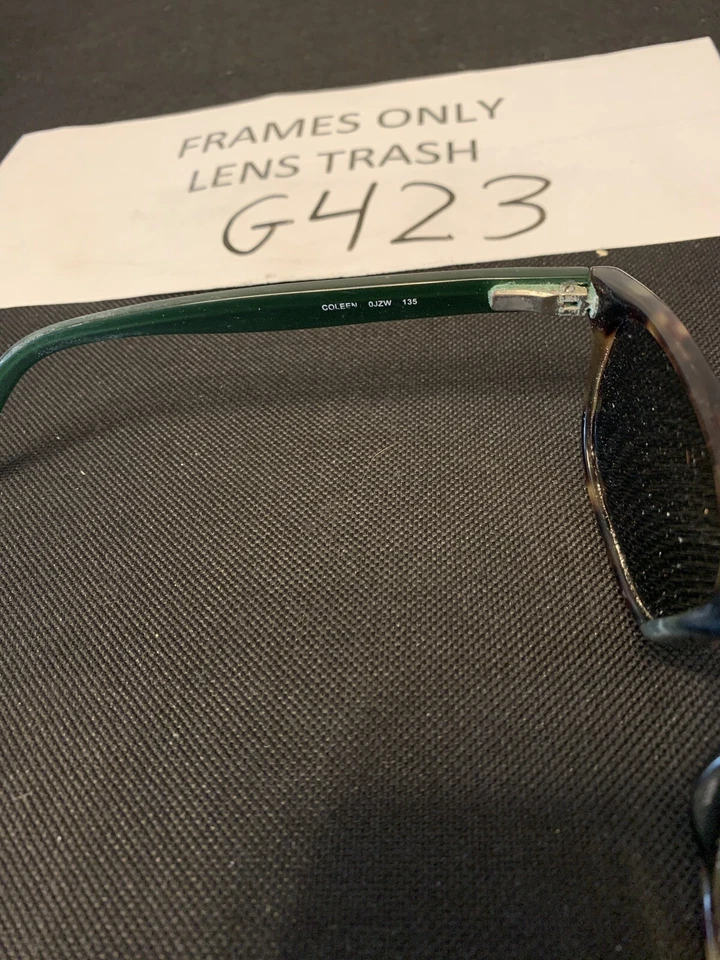 FRAMES ONLY
LENS TRASH
G423
COLEEN 0JZW 135